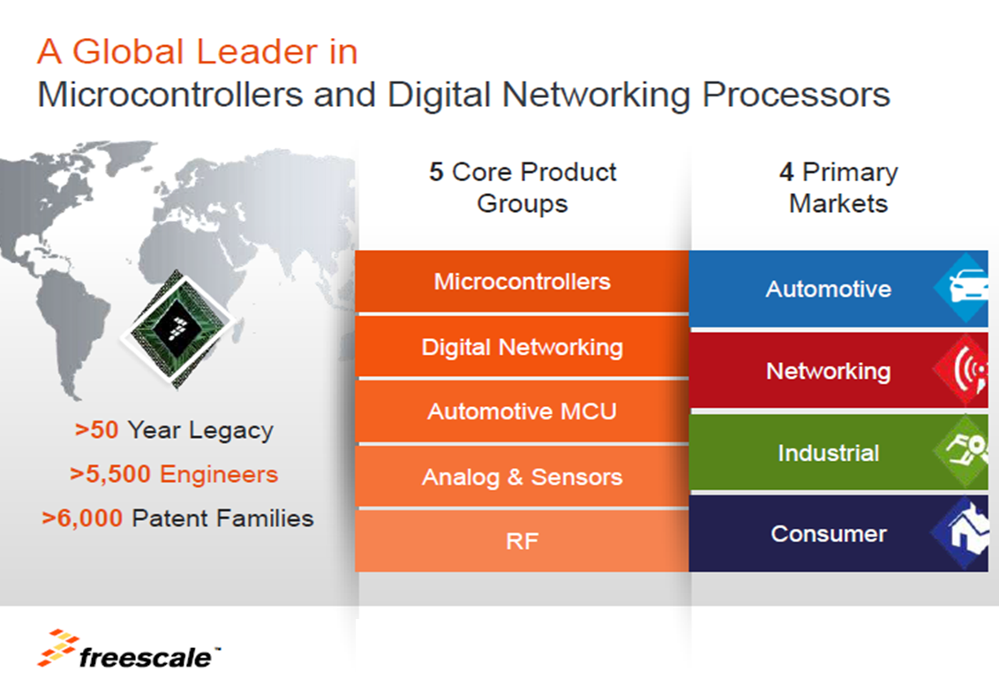 A Global Leader in
Microcontrollers and Digital Networking Processors
>50 Year Legacy
>5,500 Engineers
>6,000 Patent Families
5 Core Product
Groups
Microcontrollers
Digital Networking
Automotive MCU
Analog & Sensors
RF
4 Primary
Markets
Automotive
Networking
Industrial
Consumer
freescale™